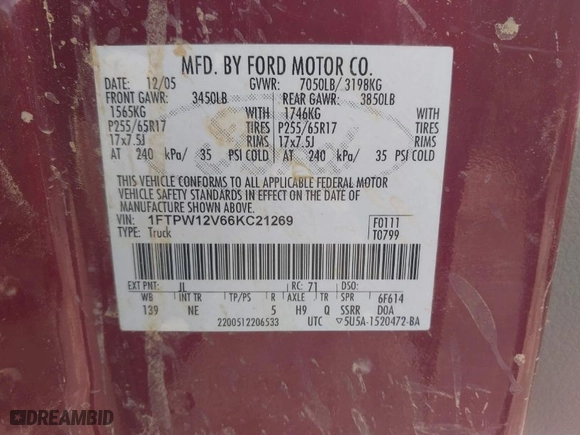 MFD. BY FORD MOTOR CO.
DATE: 12/05 GVWR: 7050LB/ 3198KG
FRONT GAWR: 3450LB REAR GAWR: 3850LB
1565KG WITH 1746KG WITH
P255/65R17 TIRES P255/65R17 TIRES
17x7.5J RIMS 17x7.5J RIMS
AT 240 kPa/ 35 PSI COLD AT 240 kPa/ 35 PSI COLD
THIS VEHICLE CONFORMS TO ALL APPLICABLE FEDERAL MOTOR
VEHICLE SAFETY STANDARDS IN EFFECT ON THE DATE OF
MANUFACTURE SHOWN ABOVE.
VIN: 1FTPW12V66KC21269 F0111
TYPE: Truck T0799
EXT PNT: JL RC: 71 DSO:
WB INT TR TP/PS R AXLE TR SPR 6F614
139 NE 5 H9 Q SSRR DOA
2200512206533 UTC ▽5U5A-1520472-BA
DREAMBID